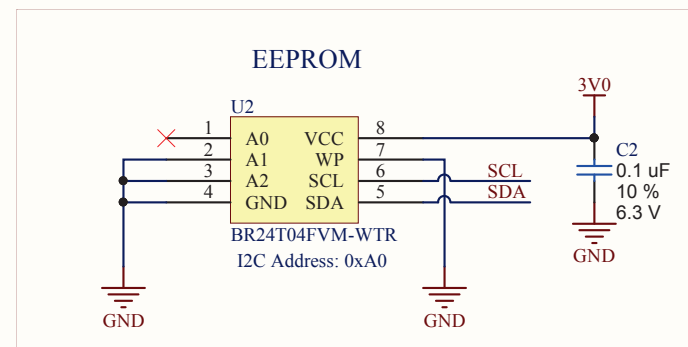 EEPROM
U2
1 A0 VCC 8
2 A1 WP 7
3 A2 SCL 6 SCL
4 GND SDA 5 SDA
BR24T04FVM-WTR
I2C Address: 0xA0
GND
GND
3V0
C2
0.1 uF
10 %
6.3 V
GND